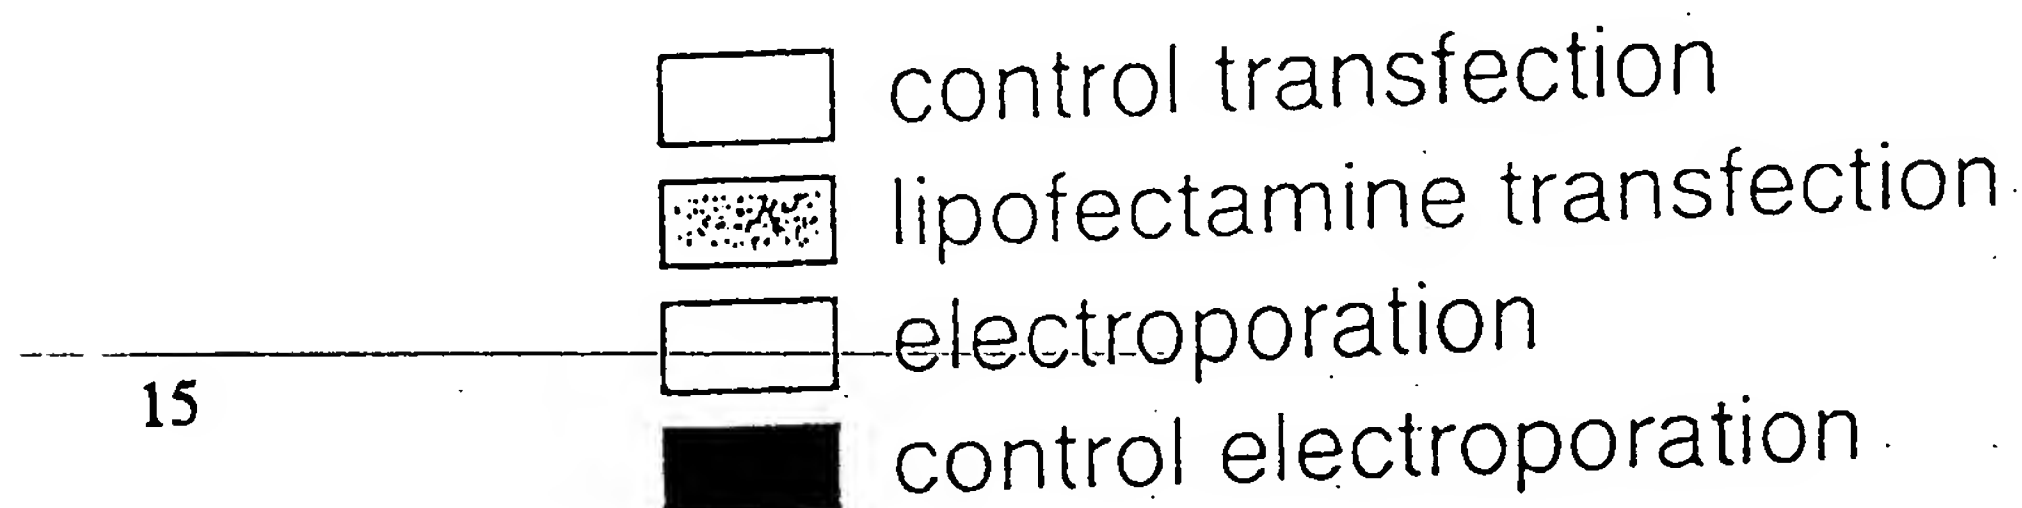 control transfection
lipofectamine transfection
electroporation
15
control electroporation